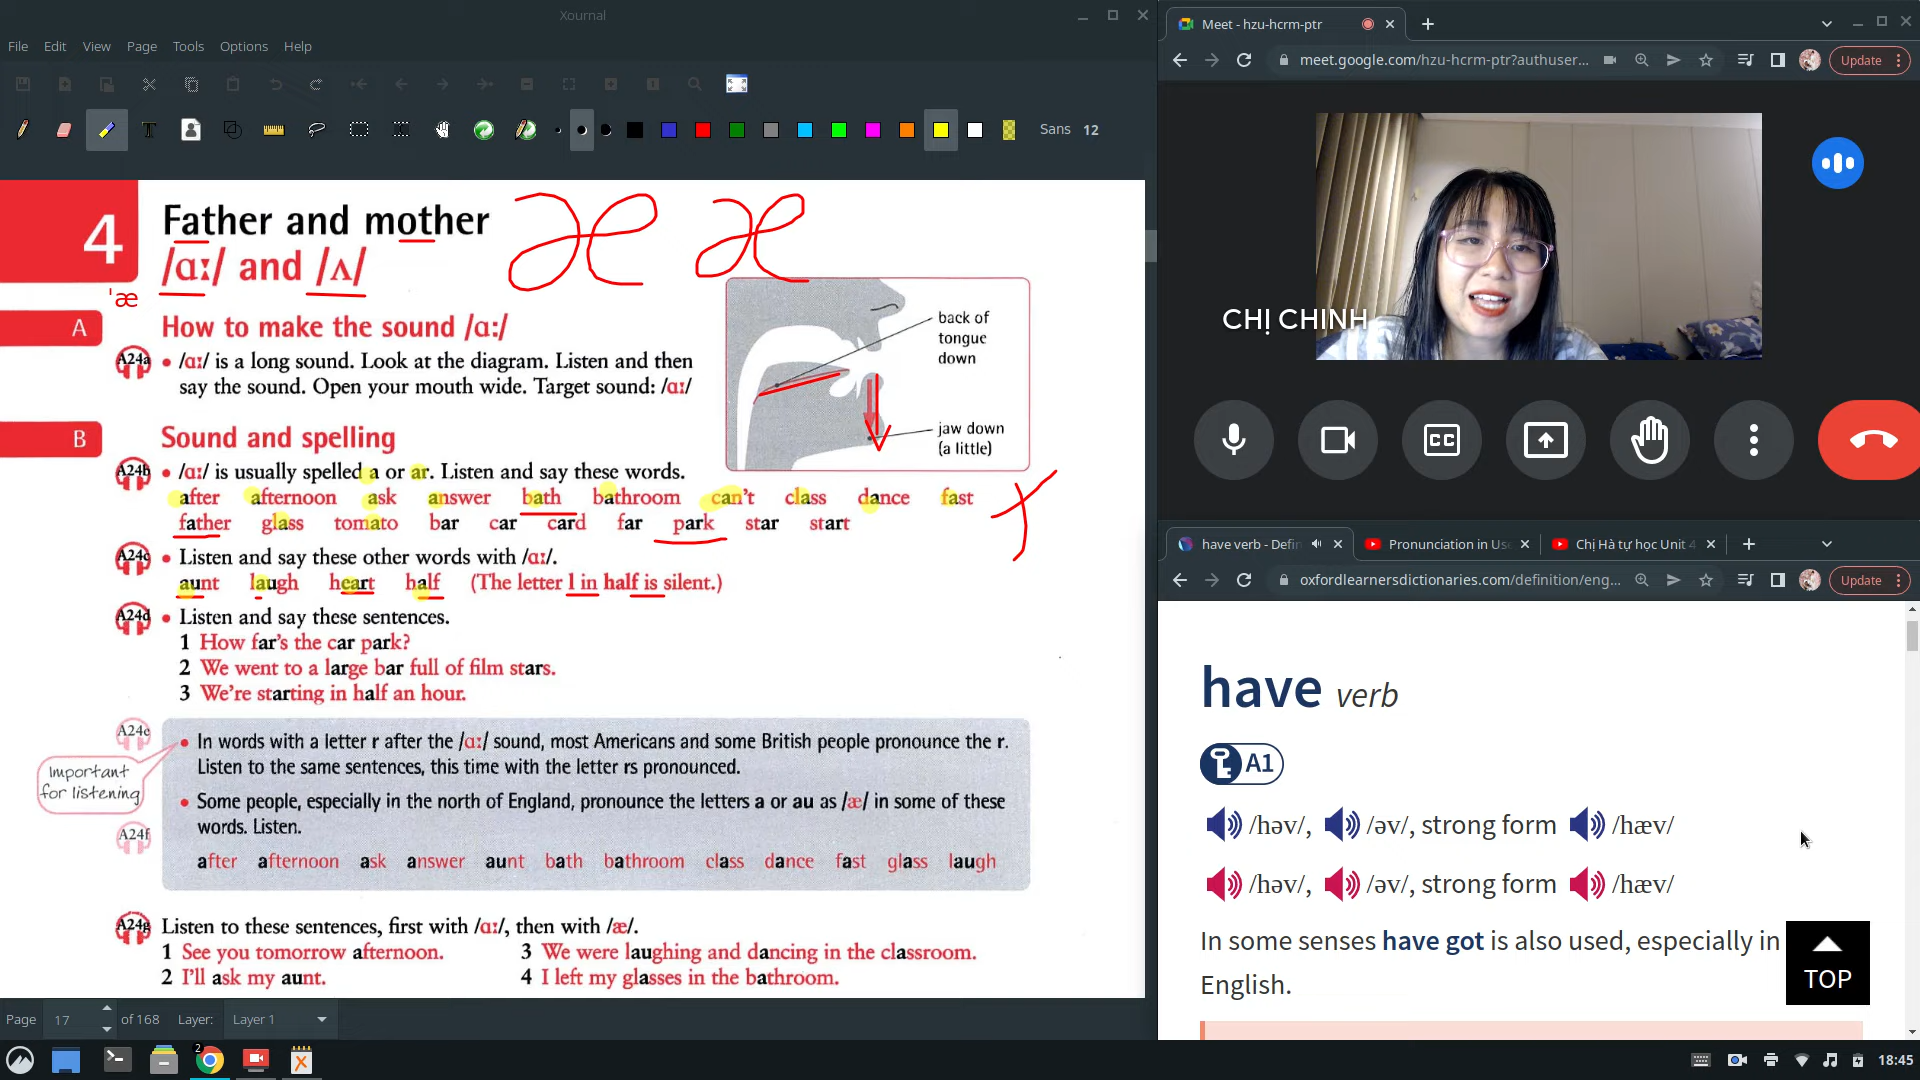 Xournal
File Edit View Page Tools Options Help
Sans 12
4
Father and mother
/ɑː/ and /ʌ/
æ æ
'æ
A
How to make the sound /ɑː/
A24a
• /ɑː/ is a long sound. Look at the diagram. Listen and then
say the sound. Open your mouth wide. Target sound: /ɑː/
back of
tongue
down
jaw down
(a little)
B
Sound and spelling
A24b
• /ɑː/ is usually spelled a or ar. Listen and say these words.
after afternoon ask answer bath bathroom can't class dance fast
father glass tomato bar car card far park star start
A24c
• Listen and say these other words with /ɑː/.
aunt laugh heart half (The letter l in half is silent.)
A24d
• Listen and say these sentences.
1 How far's the car park?
2 We went to a large bar full of film stars.
3 We're starting in half an hour.
A24e
Important
for listening
• In words with a letter r after the /ɑː/ sound, most Americans and some British people pronounce the r.
Listen to the same sentences, this time with the letter rs pronounced.
• Some people, especially in the north of England, pronounce the letters a or au as /æ/ in some of these
words. Listen.
A24f
after afternoon ask answer aunt bath bathroom class dance fast glass laugh
A24g
Listen to these sentences, first with /ɑː/, then with /æ/.
1 See you tomorrow afternoon.
2 I'll ask my aunt.
3 We were laughing and dancing in the classroom.
4 I left my glasses in the bathroom.
Page 17 of 168 Layer: Layer 1
2
Meet - hzu-hcrm-ptr
meet.google.com/hzu-hcrm-ptr?authuser...
Update
CHỊ CHINH
CC
have verb - Defin
Pronunciation in Use
Chị Hà tự học Unit 4
oxfordlearnersdictionaries.com/definition/eng...
Update
have verb
A1
/həv/, /əv/, strong form /hæv/
/həv/, /əv/, strong form /hæv/
In some senses have got is also used, especially in
English.
TOP
18:45